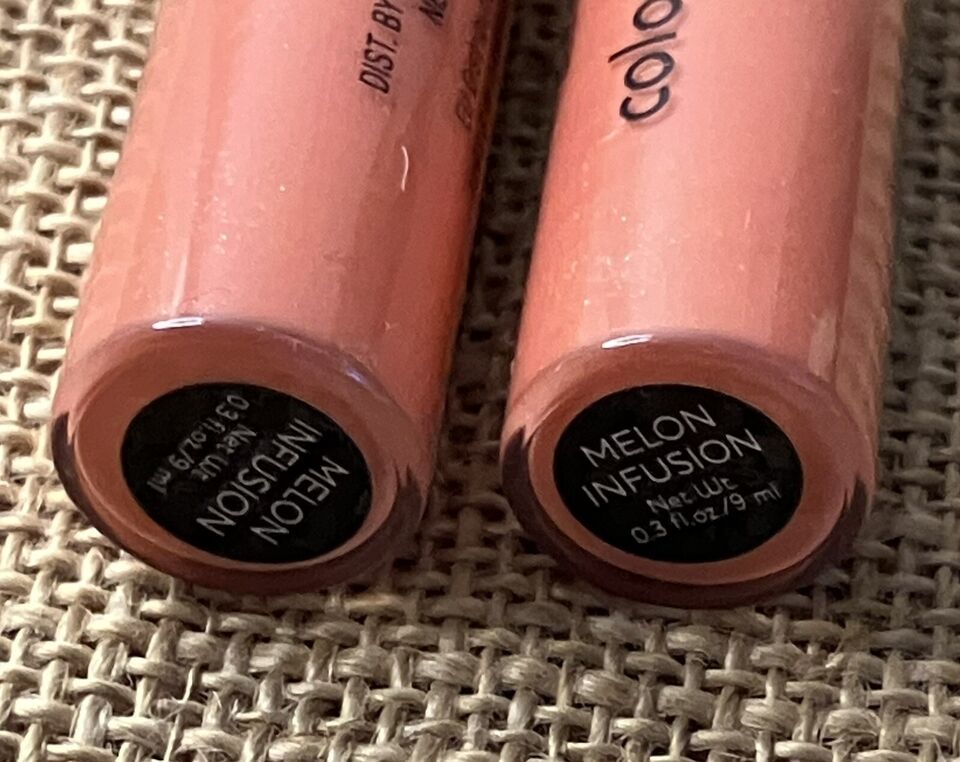 DIST. BY
colo
MELON
INFUSION
Net Wt
0.3 fl.oz/9 ml
MELON
INFUSION
Net Wt
0.3 fl.oz/9 ml